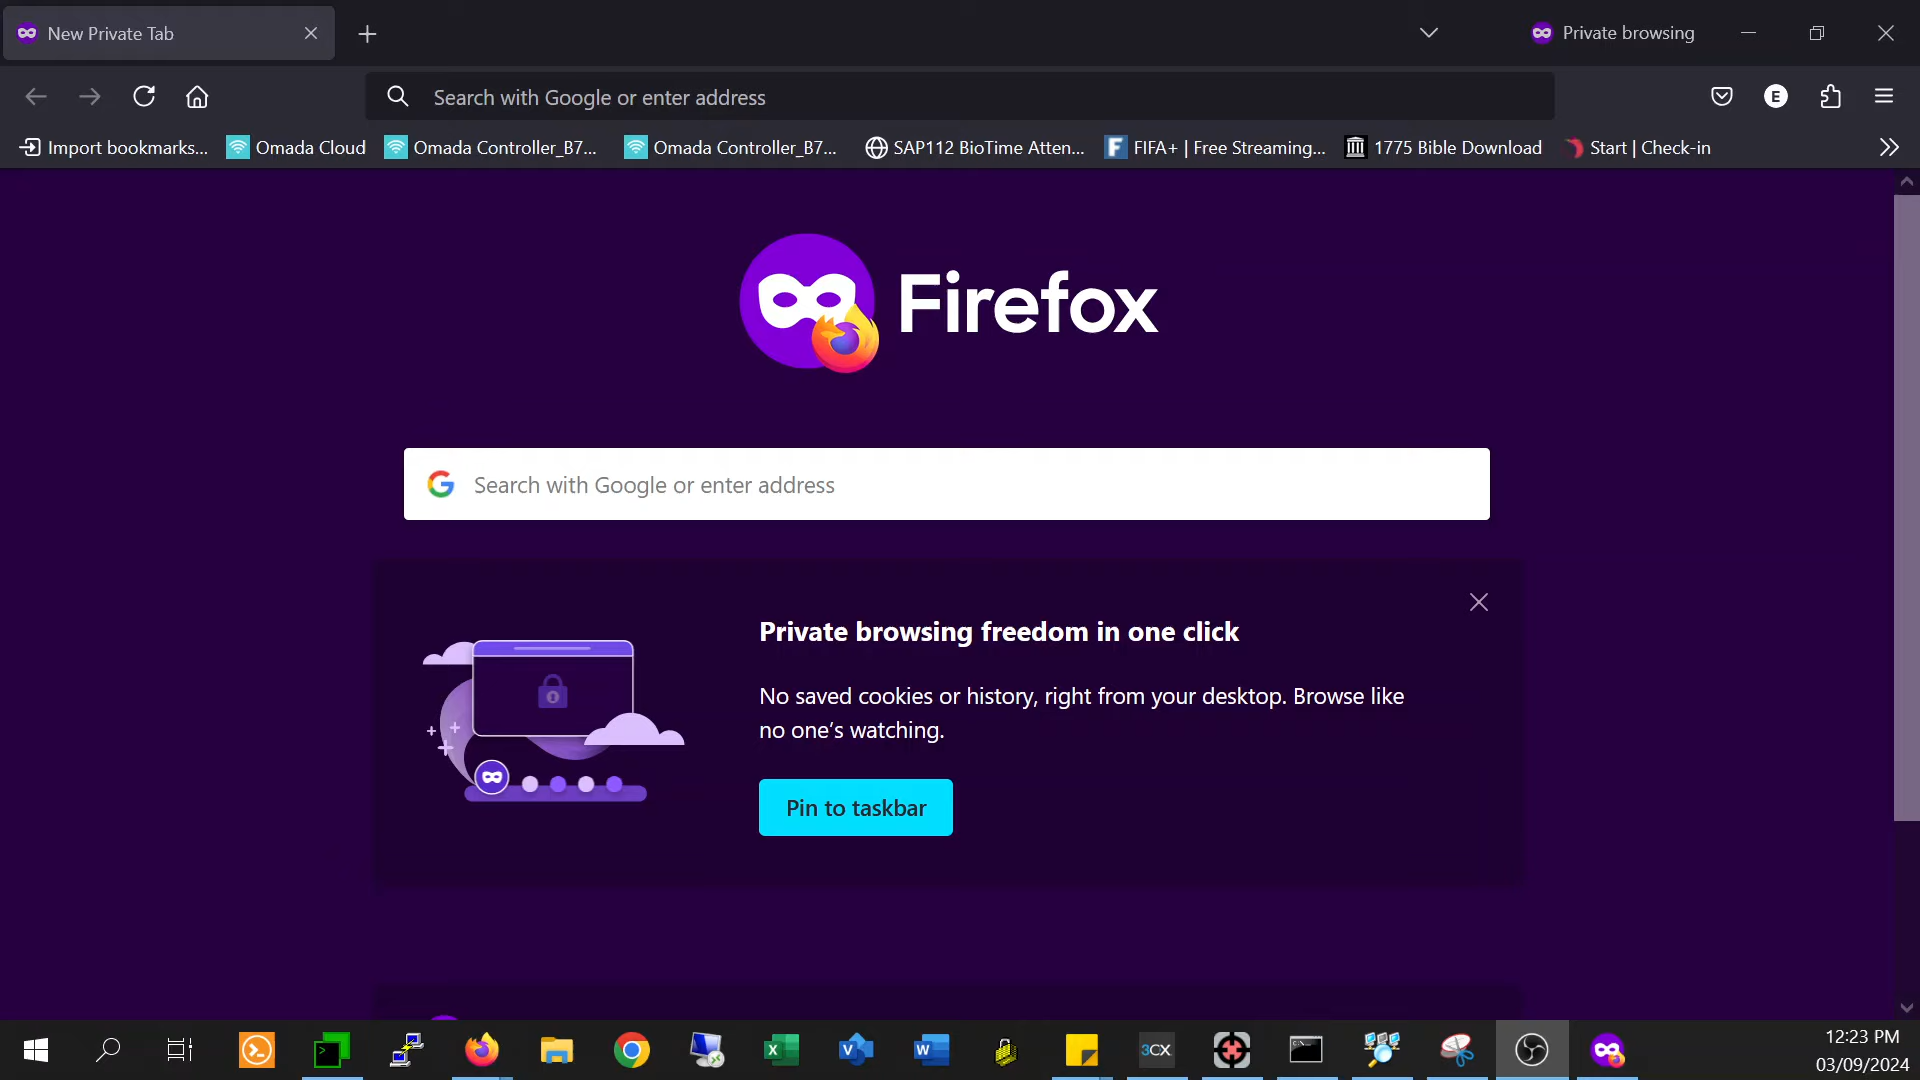 New Private Tab
Private browsing
Search with Google or enter address
E
Import bookmarks...
Omada Cloud
Omada Controller_B7...
Omada Controller_B7...
SAP112 BioTime Atten...
F
FIFA+ | Free Streaming...
1775 Bible Download
Start | Check-in
Firefox
G
Search with Google or enter address
Private browsing freedom in one click
No saved cookies or history, right from your desktop. Browse like
no one’s watching.
Pin to taskbar
X
V
W
3CX
12:23 PM
03/09/2024